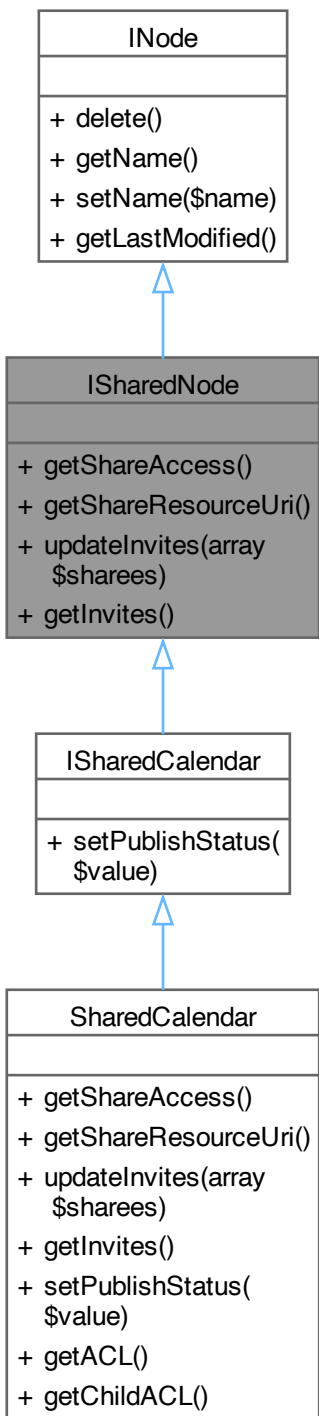 INode
+ delete()
+ getName()
+ setName($name)
+ getLastModified()
ISharedNode
+ getShareAccess()
+ getShareResourceUri()
+ updateInvites(array
$sharees)
+ getInvites()
ISharedCalendar
+ setPublishStatus(
$value)
SharedCalendar
+ getShareAccess()
+ getShareResourceUri()
+ updateInvites(array
$sharees)
+ getInvites()
+ setPublishStatus(
$value)
+ getACL()
+ getChildACL()